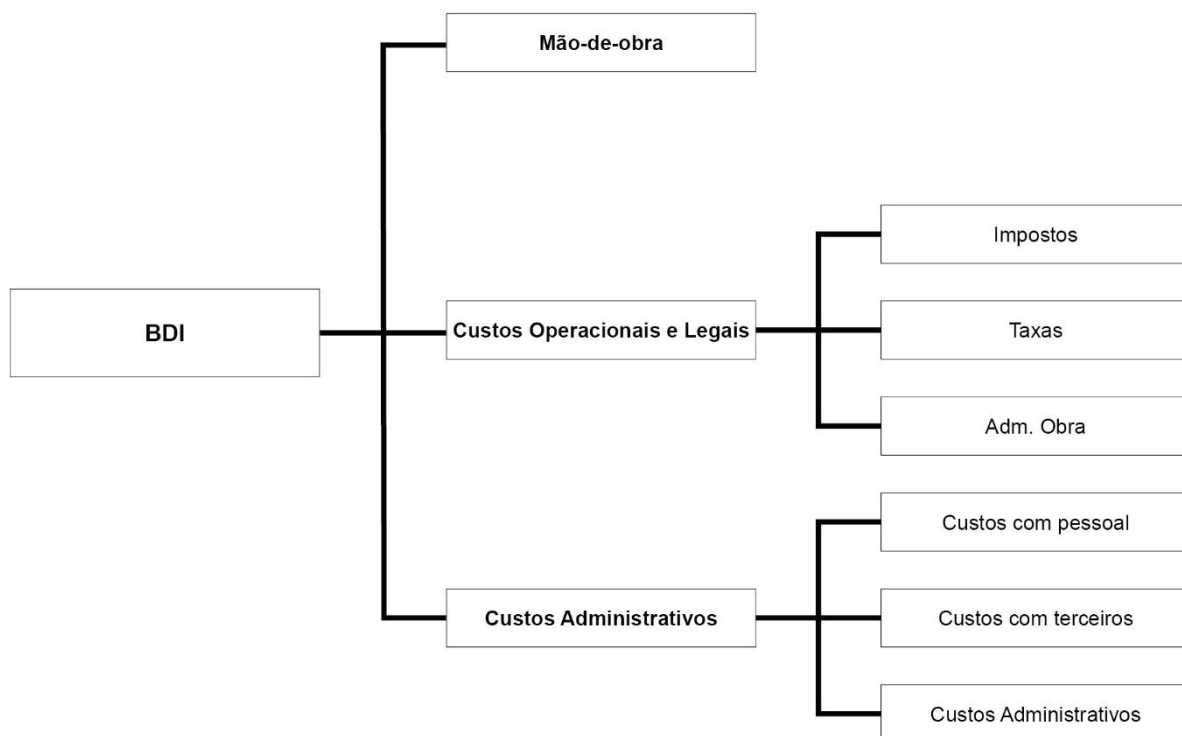 Mão-de-obra
Impostos
BDI
Custos Operacionais e Legais
Taxas
Adm. Obra
Custos com pessoal
Custos Administrativos
Custos com terceiros
Custos Administrativos